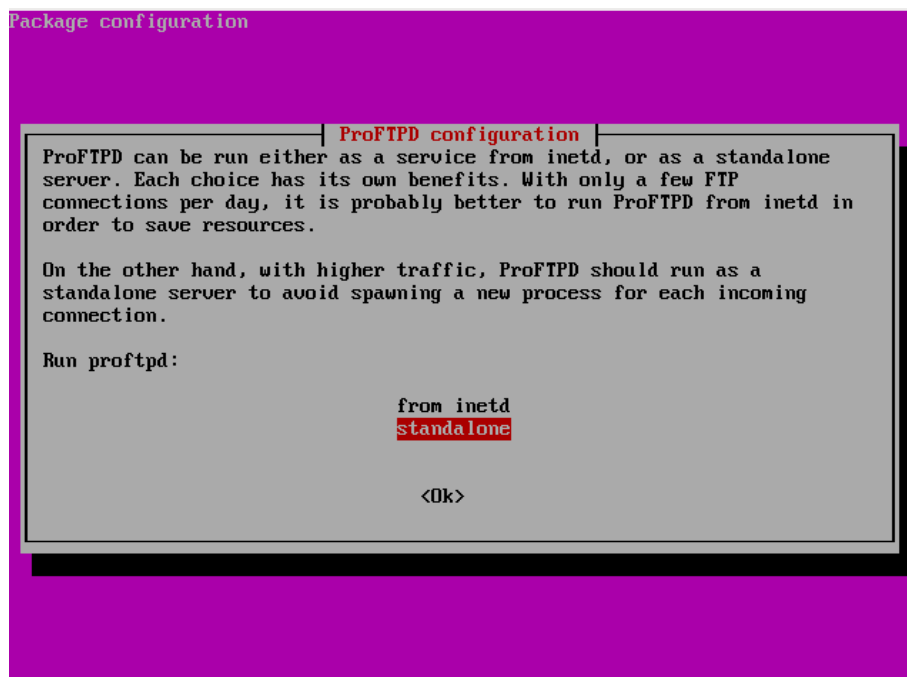 Package configuration
ProFTPD configuration
ProFTPD can be run either as a service from inetd, or as a standalone
server. Each choice has its own benefits. With only a few FTP
connections per day, it is probably better to run ProFTPD from inetd in
order to save resources.
On the other hand, with higher traffic, ProFTPD should run as a
standalone server to avoid spawning a new process for each incoming
connection.
Run proftpd:
from inetd
standalone
<Ok>